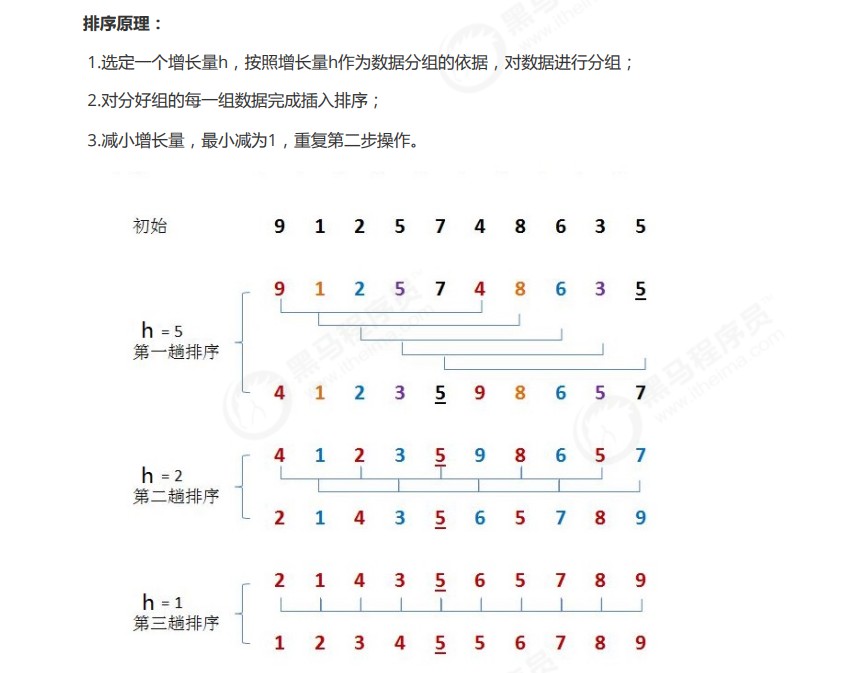 排序原理：
1.选定一个增长量h，按照增长量h作为数据分组的依据，对数据进行分组；
2.对分好组的每一组数据完成插入排序；
3.减小增长量，最小减为1，重复第二步操作。
初始 9 1 2 5 7 4 8 6 3 5
9 1 2 5 7 4 8 6 3 5
h = 5
第一趟排序
4 1 2 3 5 9 8 6 5 7
4 1 2 3 5 9 8 6 5 7
h = 2
第二趟排序
2 1 4 3 5 6 5 7 8 9
2 1 4 3 5 6 5 7 8 9
h = 1
第三趟排序
1 2 3 4 5 5 6 7 8 9
黑马程序员
www.itheima.com
黑马程序员
www.itheima.com